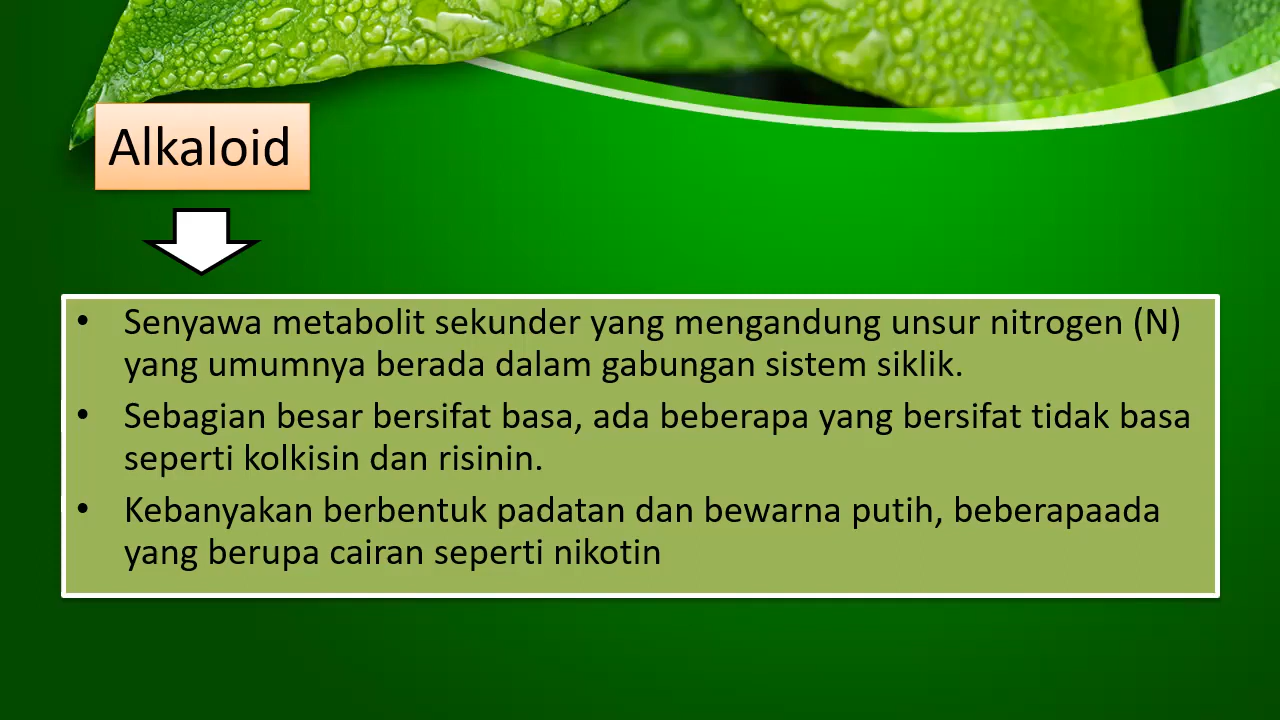 Alkaloid
• Senyawa metabolit sekunder yang mengandung unsur nitrogen (N)
yang umumnya berada dalam gabungan sistem siklik.
• Sebagian besar bersifat basa, ada beberapa yang bersifat tidak basa
seperti kolkisin dan risinin.
• Kebanyakan berbentuk padatan dan bewarna putih, beberapaada
yang berupa cairan seperti nikotin